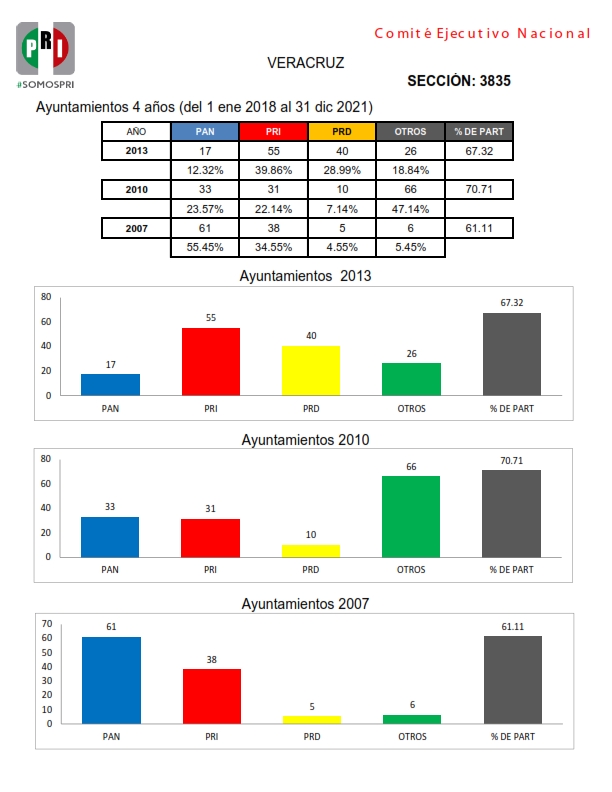 Comité Ejecutivo Nacional
PRI
#SOMOSPRI
VERACRUZ
SECCIÓN: 3835
Ayuntamientos 4 años (del 1 ene 2018 al 31 dic 2021)
AÑO PAN PRI PRD OTROS % DE PART
2013 17 55 40 26 67.32
12.32% 39.86% 28.99% 18.84%
2010 33 31 10 66 70.71
23.57% 22.14% 7.14% 47.14%
2007 61 38 5 6 61.11
55.45% 34.55% 4.55% 5.45%
Ayuntamientos 2013
80
60
40
20
0
17 55 40 26 67.32
PAN PRI PRD OTROS % DE PART
Ayuntamientos 2010
80
60
40
20
0
33 31 10 66 70.71
PAN PRI PRD OTROS % DE PART
Ayuntamientos 2007
70
60
50
40
30
20
10
0
61 38 5 6 61.11
PAN PRI PRD OTROS % DE PART